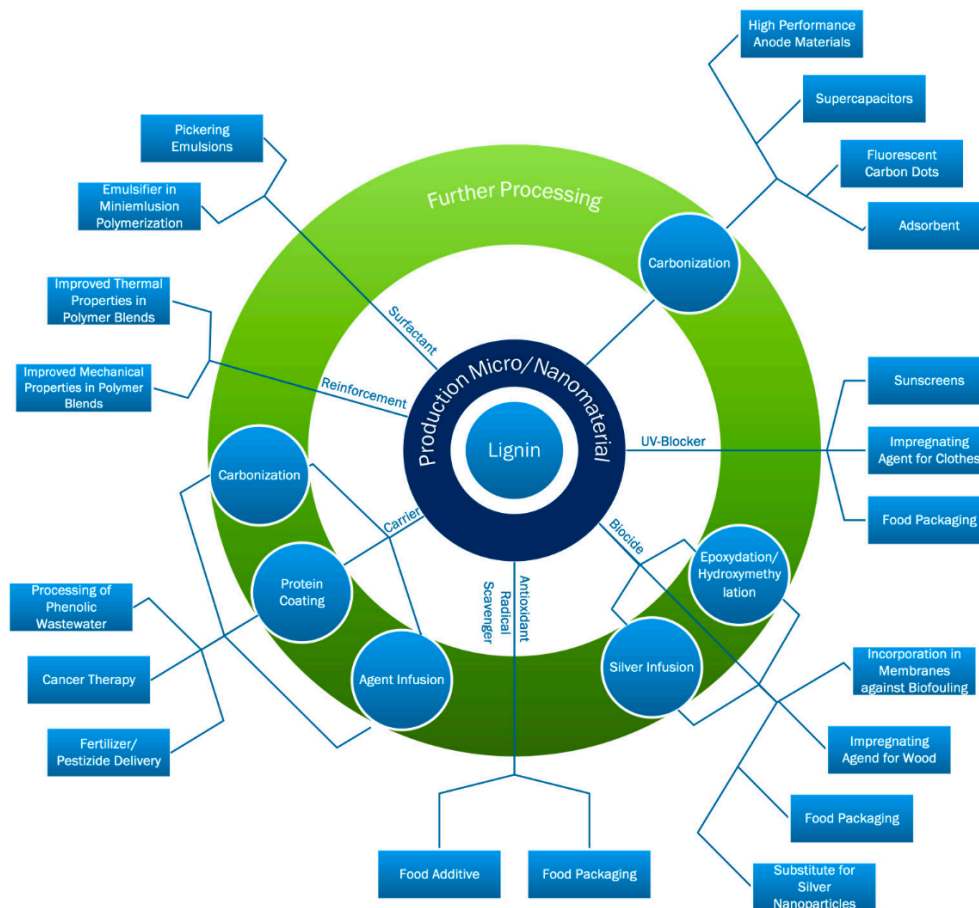 High Performance
Anode Materials
Supercapacitors
Fluorescent
Carbon Dots
Adsorbent
Pickering
Emulsions
Emulsifier in
Miniemlusion
Polymerization
Further Processing
Carbonization
Improved Thermal
Properties in
Polymer Blends
Improved Mechanical
Properties in Polymer
Blends
Surfactant
Reinforcement
Production Micro/Nanomaterial
Lignin
UV-Blocker
Sunscreens
Impregnating
Agent for Clothes
Food Packaging
Carbonization
Carrier
Biocide
Protein
Coating
Antioxidant
Radical
Scavenger
Epoxydation/
Hydroxymethy
lation
Processing of
Phenolic
Wastewater
Cancer Therapy
Fertilizer/
Pestizide Delivery
Agent Infusion
Silver Infusion
Incorporation in
Membranes
against Biofouling
Impregnating
Agend for Wood
Food Packaging
Food Additive
Food Packaging
Substitute for
Silver
Nanoparticles